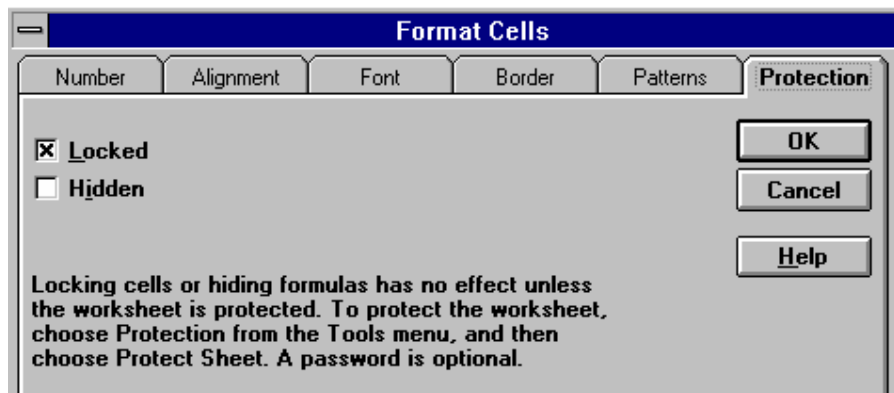 Format Cells
Number Alignment Font Border Patterns Protection
Locked
OK
Hidden
Cancel
Help
Locking cells or hiding formulas has no effect unless
the worksheet is protected. To protect the worksheet,
choose Protection from the Tools menu, and then
choose Protect Sheet. A password is optional.